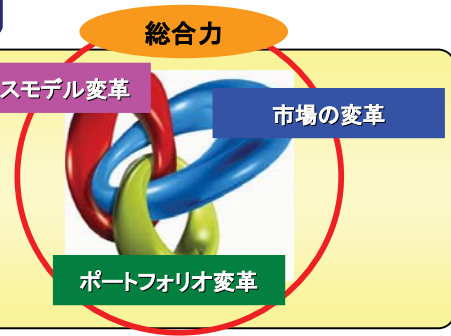 総合力
スモデル変革
市場の変革
ポートフォリオ変革